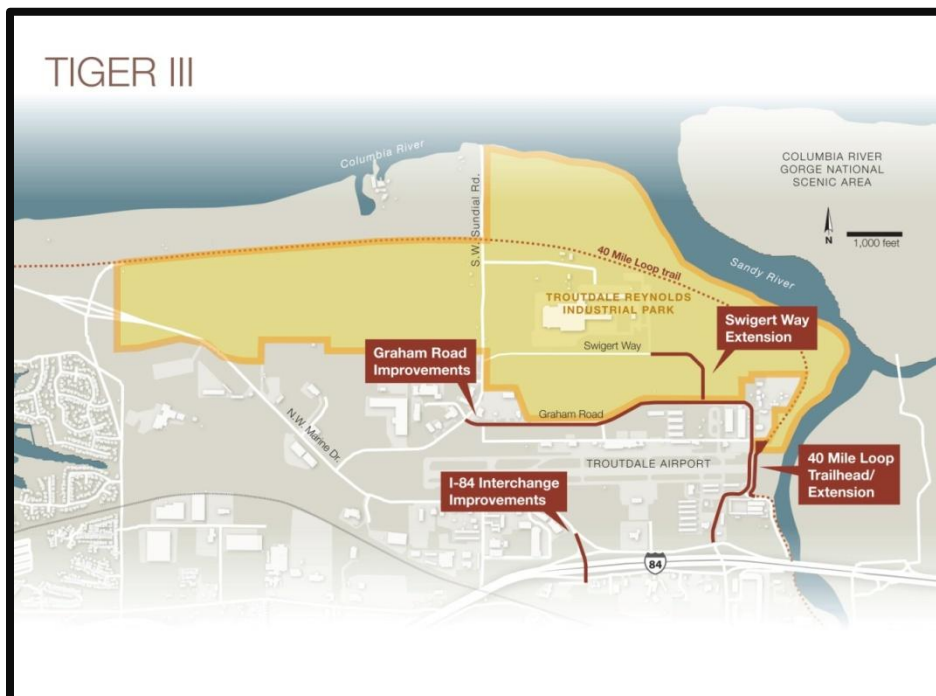 TIGER III
Columbia River
COLUMBIA RIVER
GORGE NATIONAL
SCENIC AREA
N
1,000 feet
S.W. Sundial Rd.
40 Mile Loop trail
Sandy River
TROUTDALE REYNOLDS
INDUSTRIAL PARK
Swigert Way
Extension
Swigert Way
Graham Road
Improvements
Graham Road
N.W. Marine Dr.
TROUTDALE AIRPORT
40 Mile Loop
Trailhead/
Extension
I-84 Interchange
Improvements
84